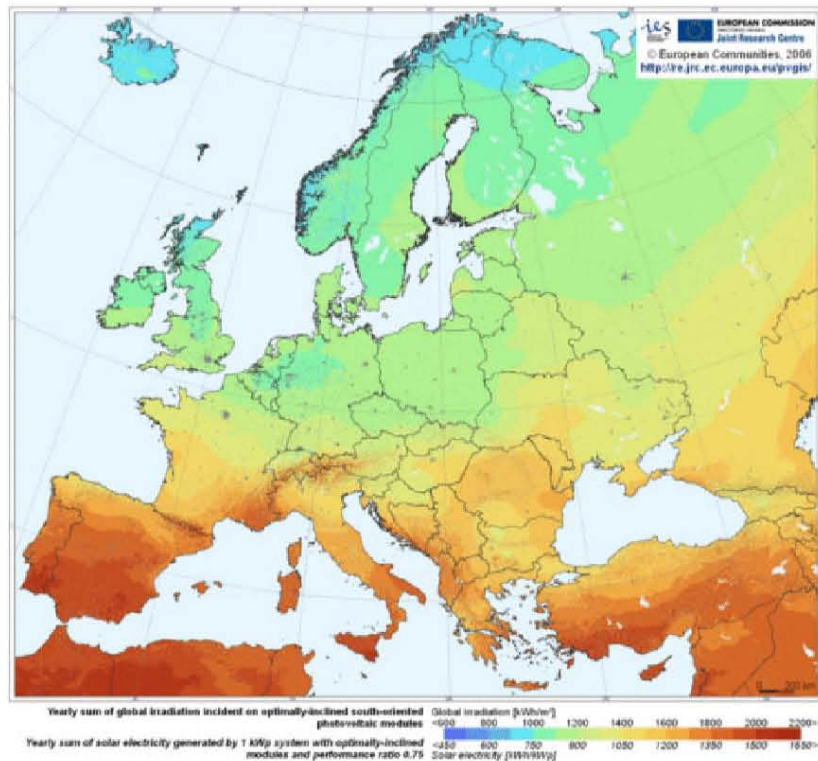 EUROPEAN COMMISSION
Joint Research Centre
© European Communities, 2006
http://re.jrc.ec.europa.eu/pvgis/
0 200 km
Yearly sum of global irradiation incident on optimally-inclined south-oriented
photovoltaic modules
Global irradiation [kWh/m²]
<600 800 1000 1200 1400 1600 1800 2000 2200>
Yearly sum of solar electricity generated by 1 kWp system with optimally-inclined
modules and performance ratio 0.75
<450 600 750 900 1050 1200 1350 1500 1650>
Solar electricity [kWh/kWp]